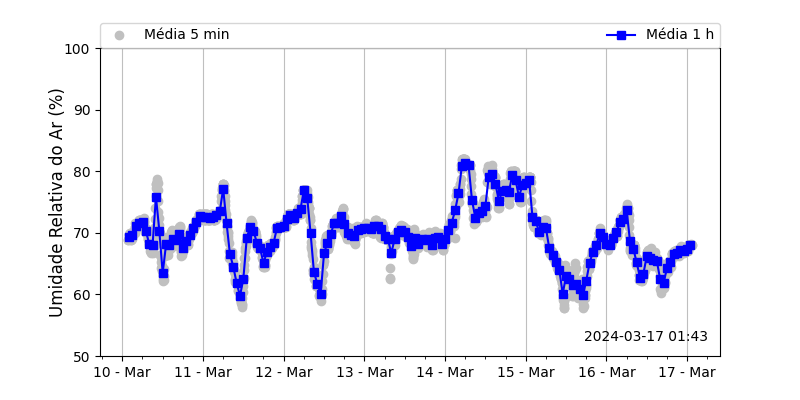 Média 5 min
Média 1 h
Umidade Relativa do Ar (%)
100
90
80
70
60
50
2024-03-17 01:43
10 - Mar
11 - Mar
12 - Mar
13 - Mar
14 - Mar
15 - Mar
16 - Mar
17 - Mar